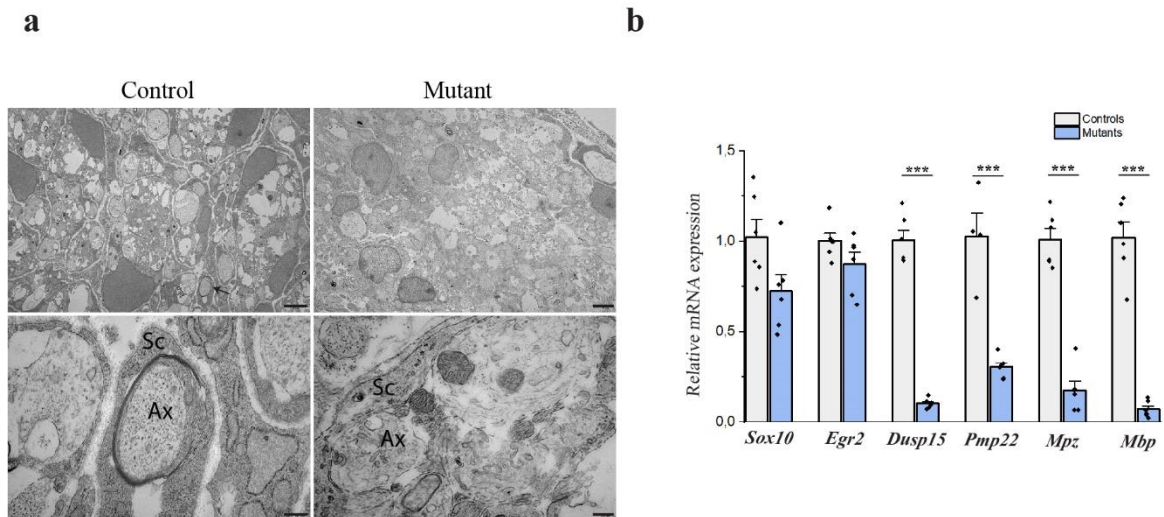 a
b
Control
Mutant
Sc
Ax
Sc
Ax
Controls
Mutants
Relative mRNA expression
1,5
1.0
0.5
0.0
***
***
***
***
Sox10
Egr2
Dusp15
Pmp22
Mpz
Mbp